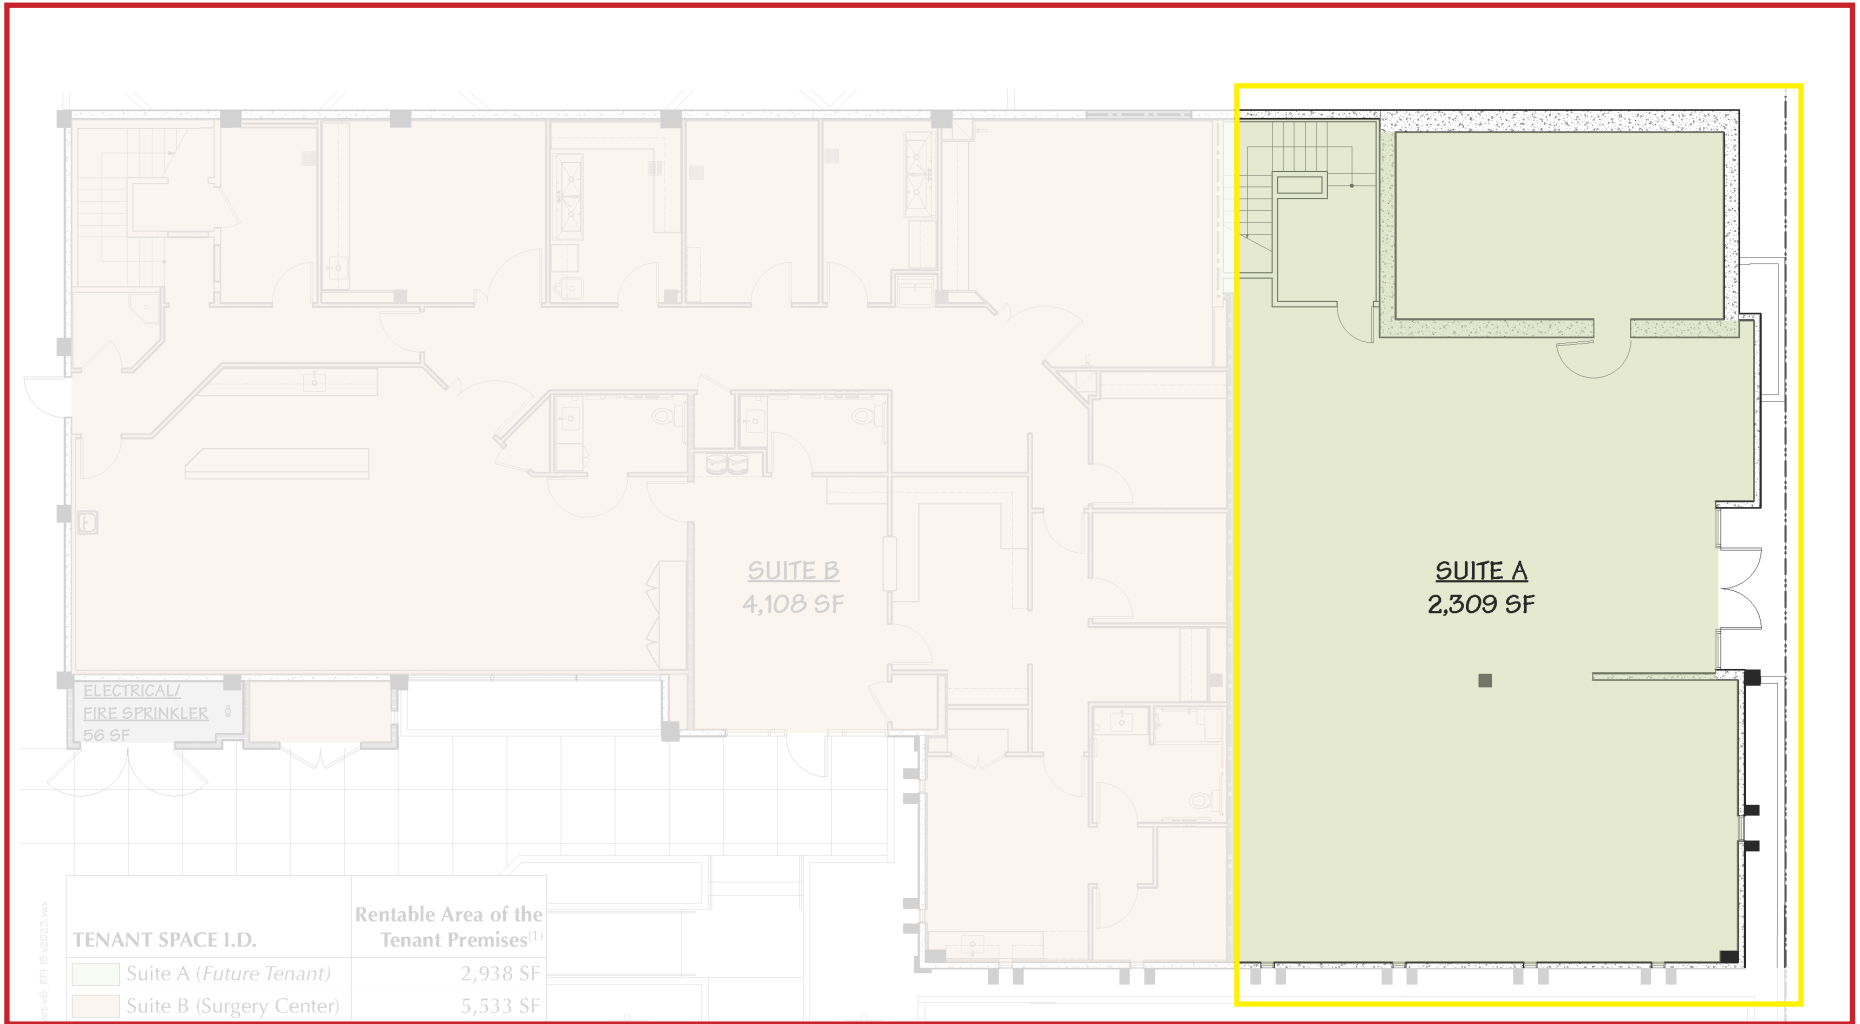 SUITE B
4,108 SF
SUITE A
2,309 SF
ELECTRICAL/
FIRE SPRINKLER
56 SF
TENANT SPACE I.D.
Rentable Area of the
Tenant Premises(1)
Suite A (Future Tenant)
2,938 SF
Suite B (Surgery Center)
5,533 SF